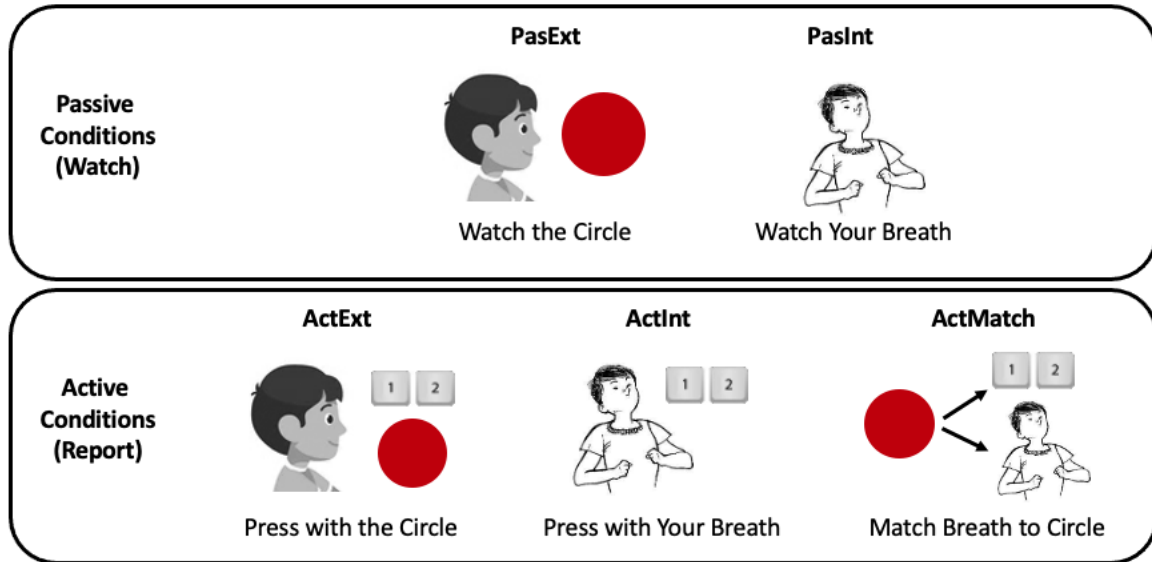 PasExt
PasInt
Passive
Conditions
(Watch)
Watch the Circle
Watch Your Breath
ActExt
ActInt
ActMatch
Active
Conditions
(Report)
1 2
1 2
1 2
Press with the Circle
Press with Your Breath
Match Breath to Circle